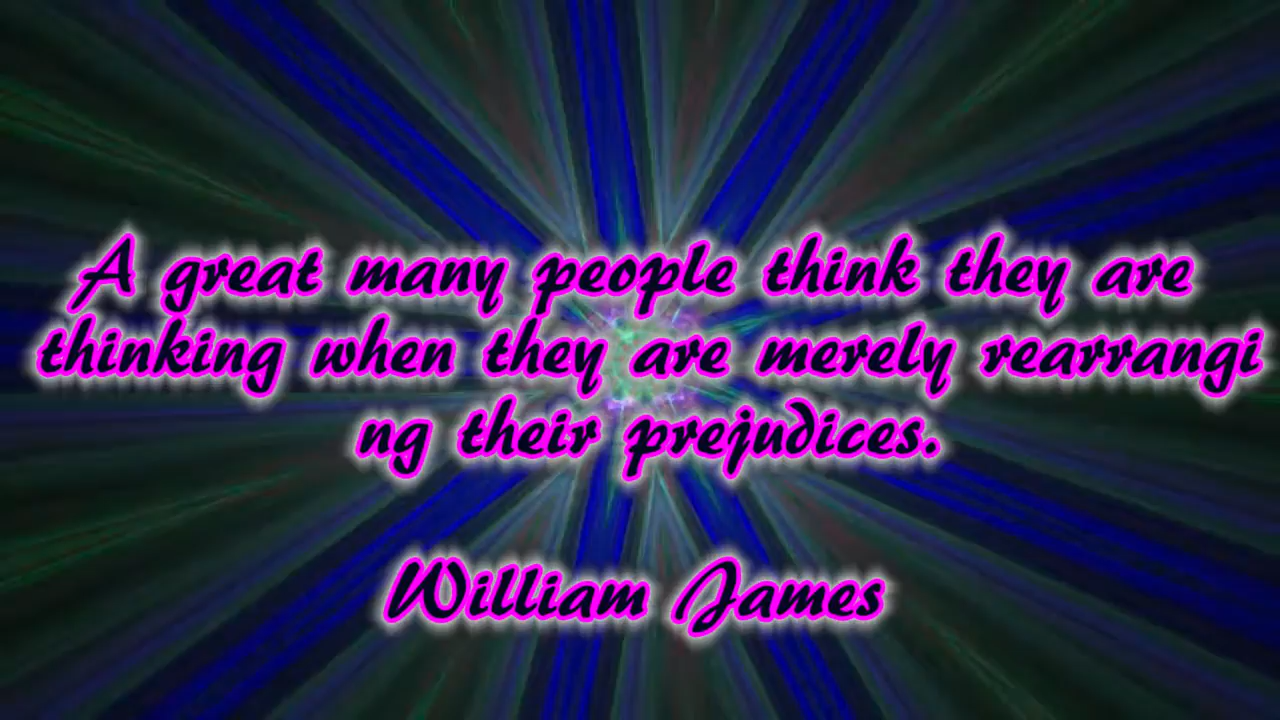 A great many people think they are
thinking when they are merely rearrangi
ng their prejudices.
William James